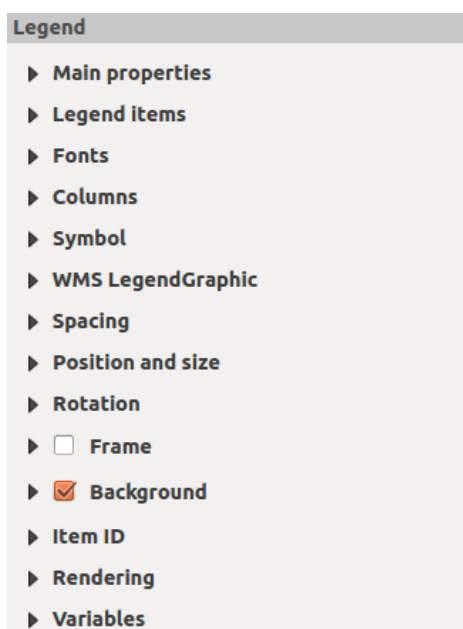 Legend
Main properties
Legend items
Fonts
Columns
Symbol
WMS LegendGraphic
Spacing
Position and size
Rotation
Frame
Background
Item ID
Rendering
Variables